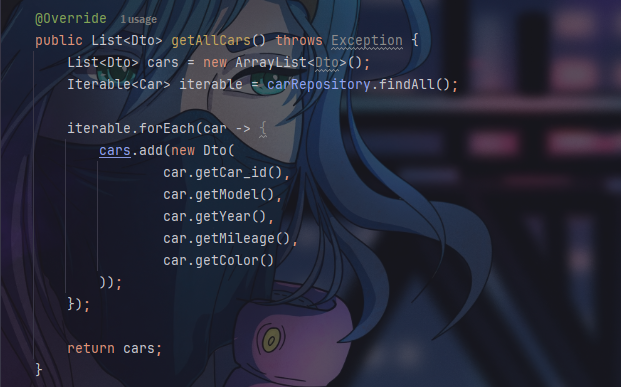 @Override 1 usage
public List<Dto> getAllCars() throws Exception {
    List<Dto> cars = new ArrayList<Dto>();
    Iterable<Car> iterable = carRepository.findAll();

    iterable.forEach(car -> {
        cars.add(new Dto(
                car.getCar_id(),
                car.getModel(),
                car.getYear(),
                car.getMileage(),
                car.getColor()
        ));
    });

    return cars;
}